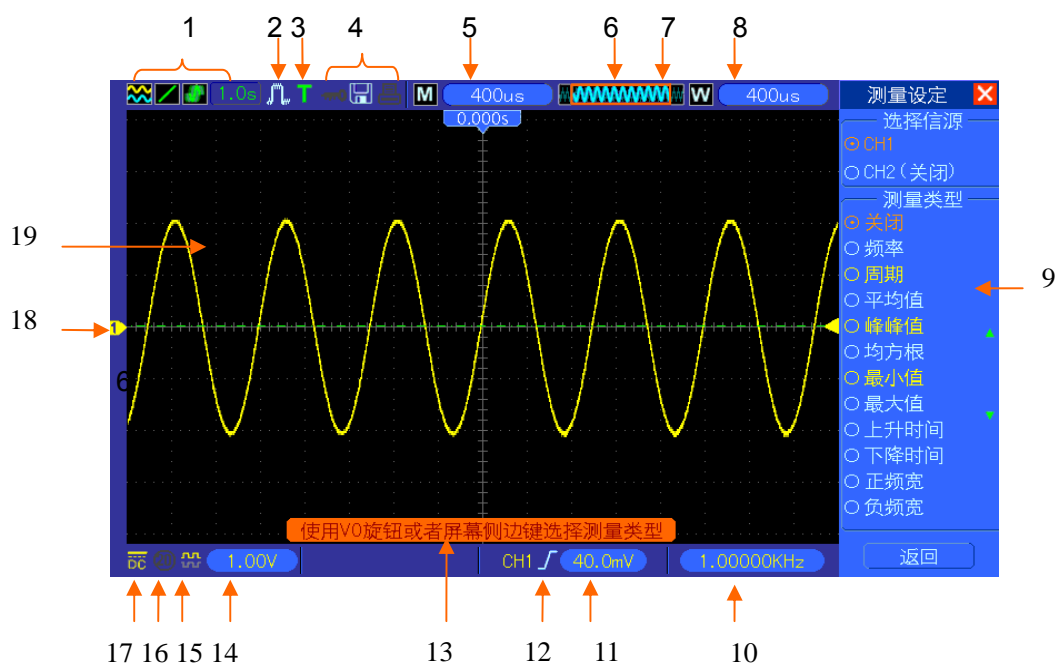 1 2 3 4 5 6 7 8
1.0s T M 400us W 400us
0.000s
测量设定
选择信源
CH1
CH2(关闭)
测量类型
关闭
频率
周期
平均值
峰峰值
均方根
最小值
最大值
上升时间
下降时间
正频宽
负频宽
返回
19
9
18
1
6
使用V0旋钮或者屏幕侧边键选择测量类型
DC 1.00V CH1 40.0mV 1.00000KHz
17 16 15 14 13 12 11 10